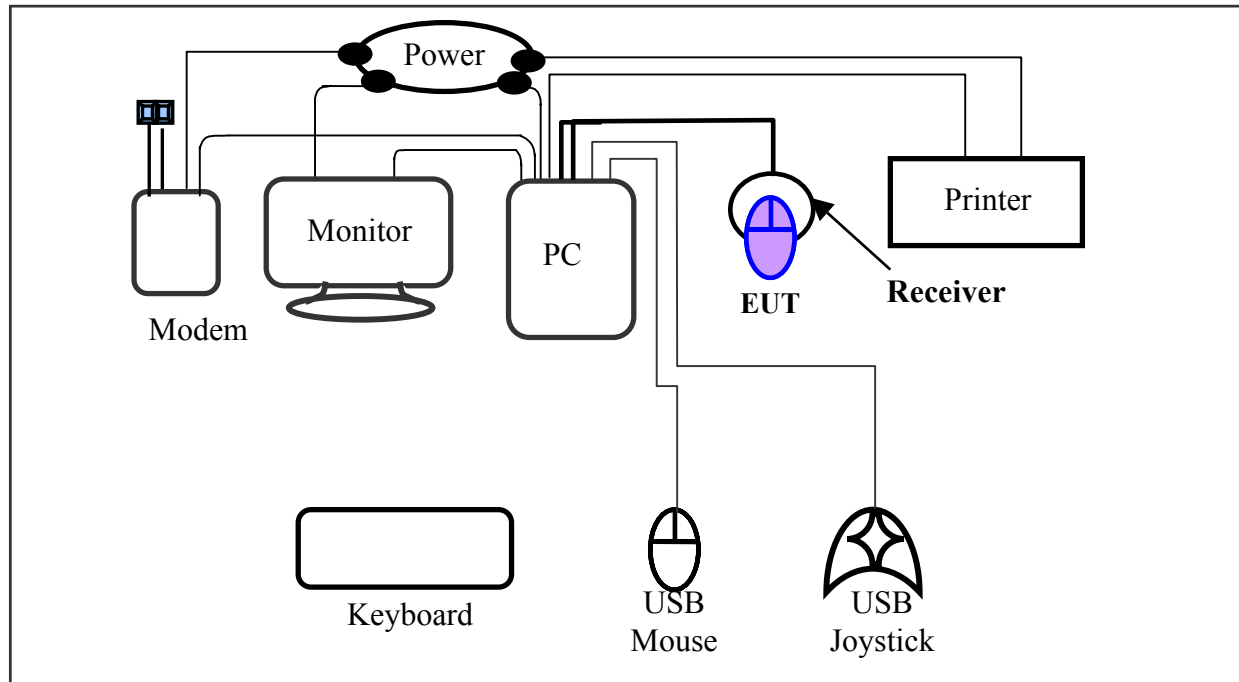 Power
Monitor
PC
Printer
EUT
Receiver
Modem
Keyboard
USB
Mouse
USB
Joystick